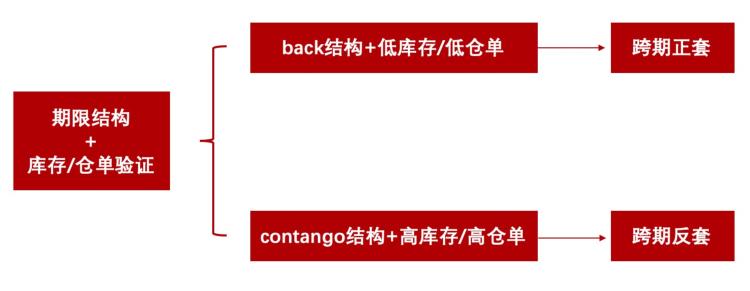 期限结构
+
库存/仓单验证
back结构+低库存/低仓单
跨期正套
contango结构+高库存/高仓单
跨期反套